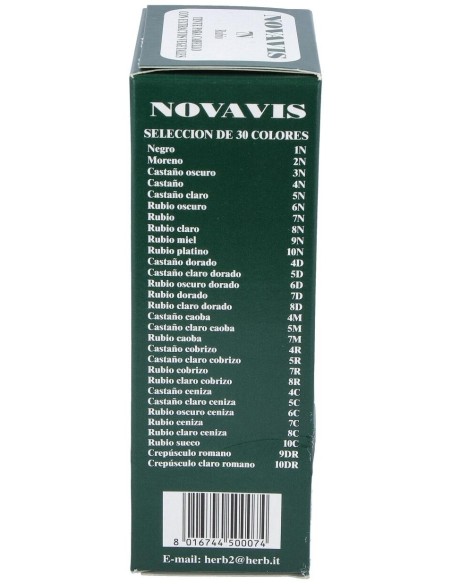 NOVAVIS
7N
Rubio
NOVAVIS
SELECCION DE 30 COLORES
Negro 1N
Moreno 2N
Castaño oscuro 3N
Castaño 4N
Castaño claro 5N
Rubio oscuro 6N
Rubio 7N
Rubio claro 8N
Rubio miel 9N
Rubio platino 10N
Castaño dorado 4D
Castaño claro dorado 5D
Rubio oscuro dorado 6D
Rubio dorado 7D
Rubio claro dorado 8D
Castaño caoba 4M
Castaño claro caoba 5M
Rubio caoba 7M
Castaño cobrizo 4R
Castaño claro cobrizo 5R
Rubio cobrizo 7R
Rubio claro cobrizo 8R
Castaño ceniza 4C
Castaño claro ceniza 5C
Rubio oscuro ceniza 6C
Rubio ceniza 7C
Rubio claro ceniza 8C
Rubio sueco 10C
Crepúsculo romano 9DR
Crepúsculo claro romano 10DR
8 016744 500074
E-mail: herb2@herb.it